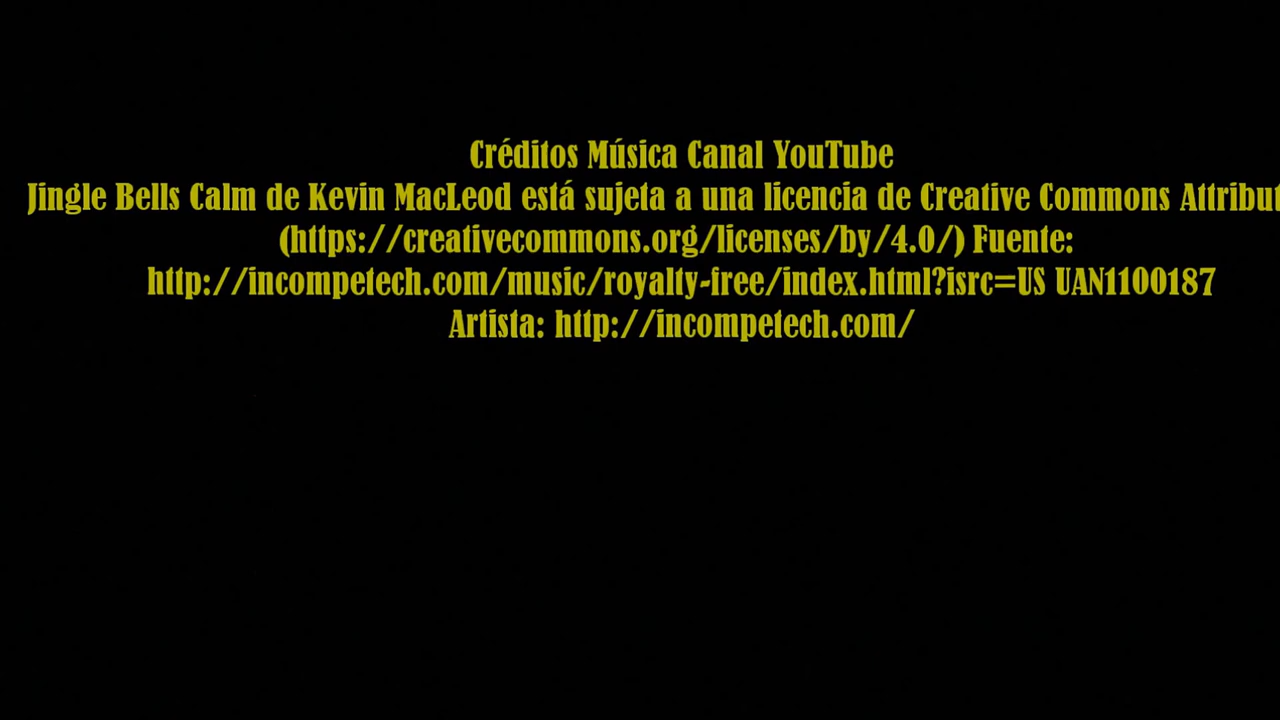 Créditos Música Canal YouTube
Jingle Bells Calm de Kevin MacLeod está sujeta a una licencia de Creative Commons Attribut
(https://creativecommons.org/licenses/by/4.0/) Fuente:
http://incompetech.com/music/royalty-free/index.html?isrc=US UAN1100187
Artista: http://incompetech.com/